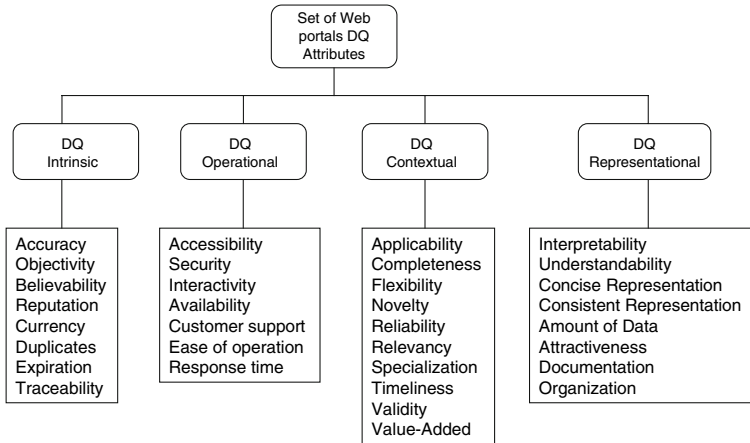 Set of Web
portals DQ
Attributes
DQ
Intrinsic
DQ
Operational
DQ
Contextual
DQ
Representational
Accuracy
Objectivity
Believability
Reputation
Currency
Duplicates
Expiration
Traceability
Accessibility
Security
Interactivity
Availability
Customer support
Ease of operation
Response time
Applicability
Completeness
Flexibility
Novelty
Reliability
Relevancy
Specialization
Timeliness
Validity
Value-Added
Interpretability
Understandability
Concise Representation
Consistent Representation
Amount of Data
Attractiveness
Documentation
Organization